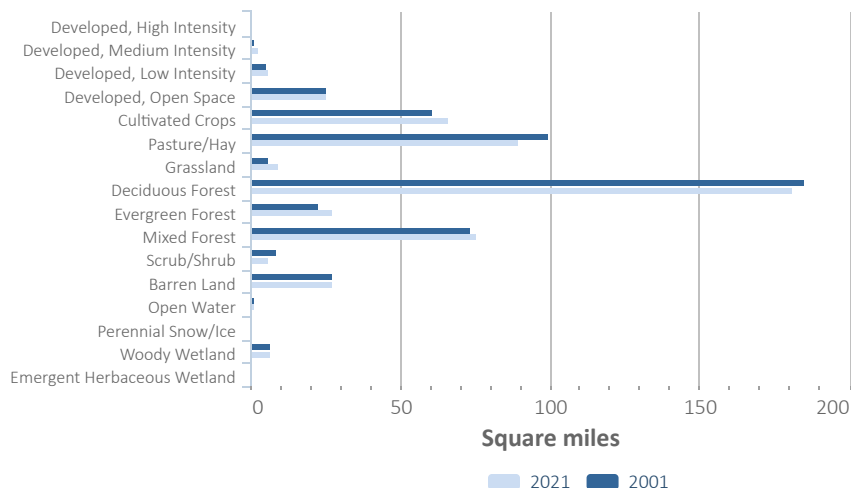 Developed, High Intensity
Developed, Medium Intensity
Developed, Low Intensity
Developed, Open Space
Cultivated Crops
Pasture/Hay
Grassland
Deciduous Forest
Evergreen Forest
Mixed Forest
Scrub/Shrub
Barren Land
Open Water
Perennial Snow/Ice
Woody Wetland
Emergent Herbaceous Wetland
0 50 100 150 200
Square miles
2021 2001